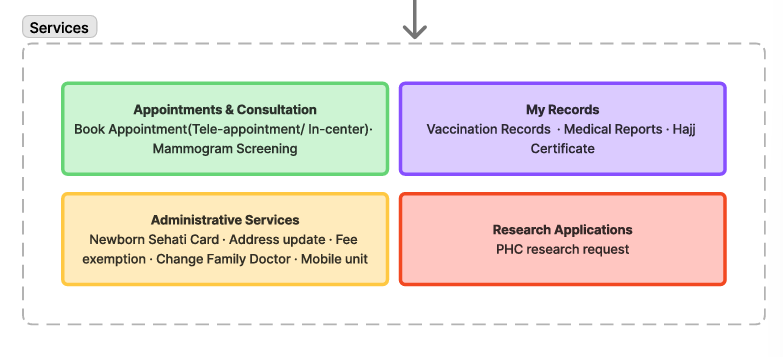 Services
Appointments & Consultation
Book Appointment(Tele-appointment/ In-center)·
Mammogram Screening
My Records
Vaccination Records · Medical Reports · Hajj
Certificate
Administrative Services
Newborn Sehati Card · Address update · Fee
exemption · Change Family Doctor · Mobile unit
Research Applications
PHC research request